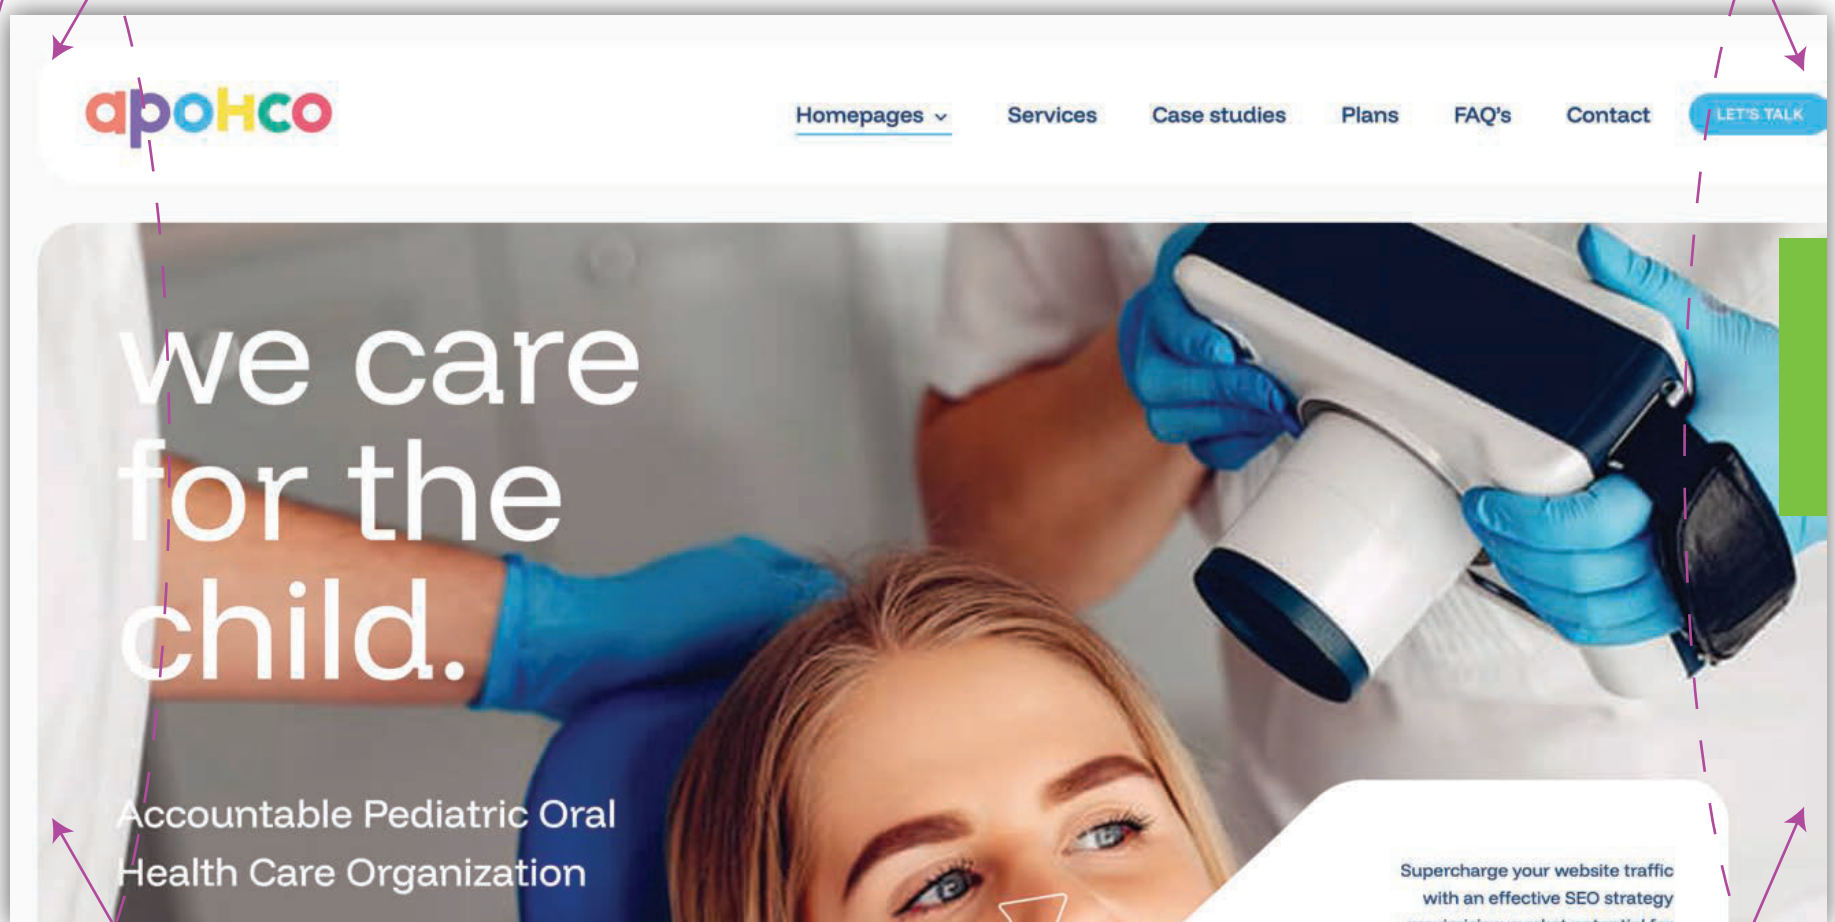 apoHco
Homepages
Services
Case studies
Plans
FAQ's
Contact
LET'S TALK
we care
for the
child.
Accountable Pediatric Oral
Health Care Organization
Supercharge your website traffic
with an effective SEO strategy